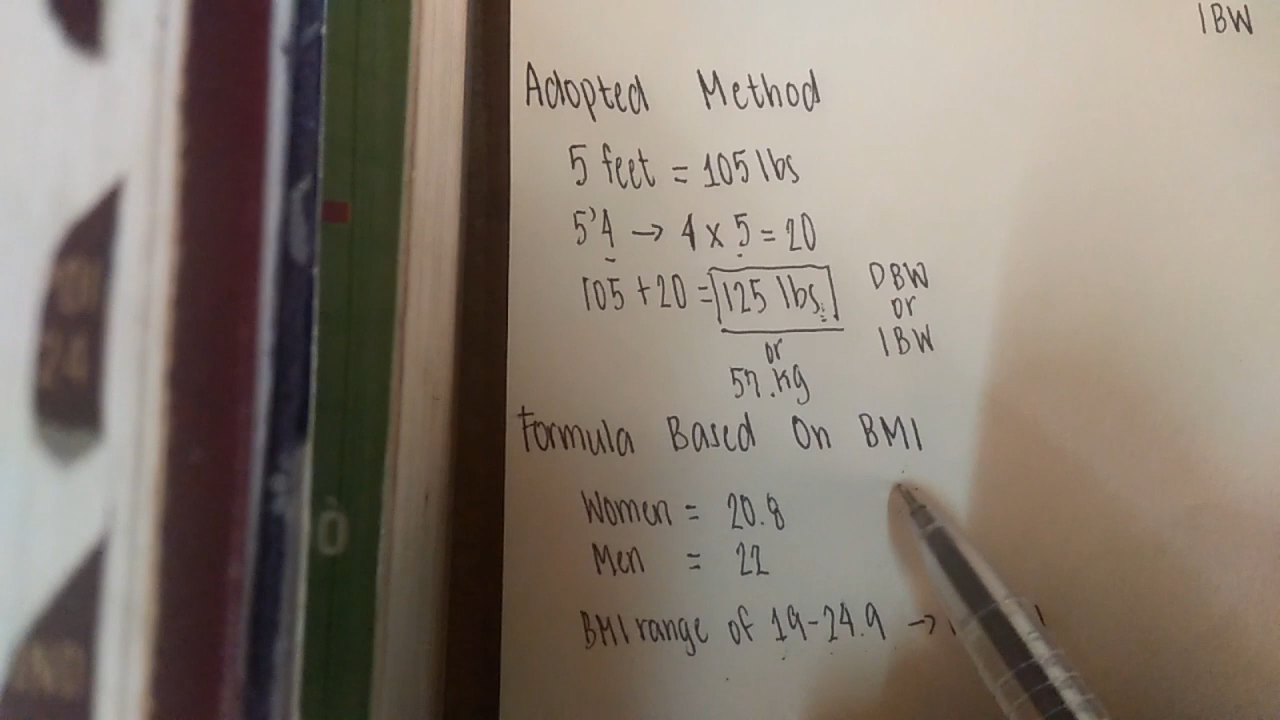 IBW
Adopted Method
5 feet = 105 lbs
5'4 → 4 x 5 = 20
105 + 20 = 125 lbs.
DBW
or
IBW
or
57.kg
Formula Based On BMI
Women = 20.8
Men = 22
BMI range of 19-24.9 →